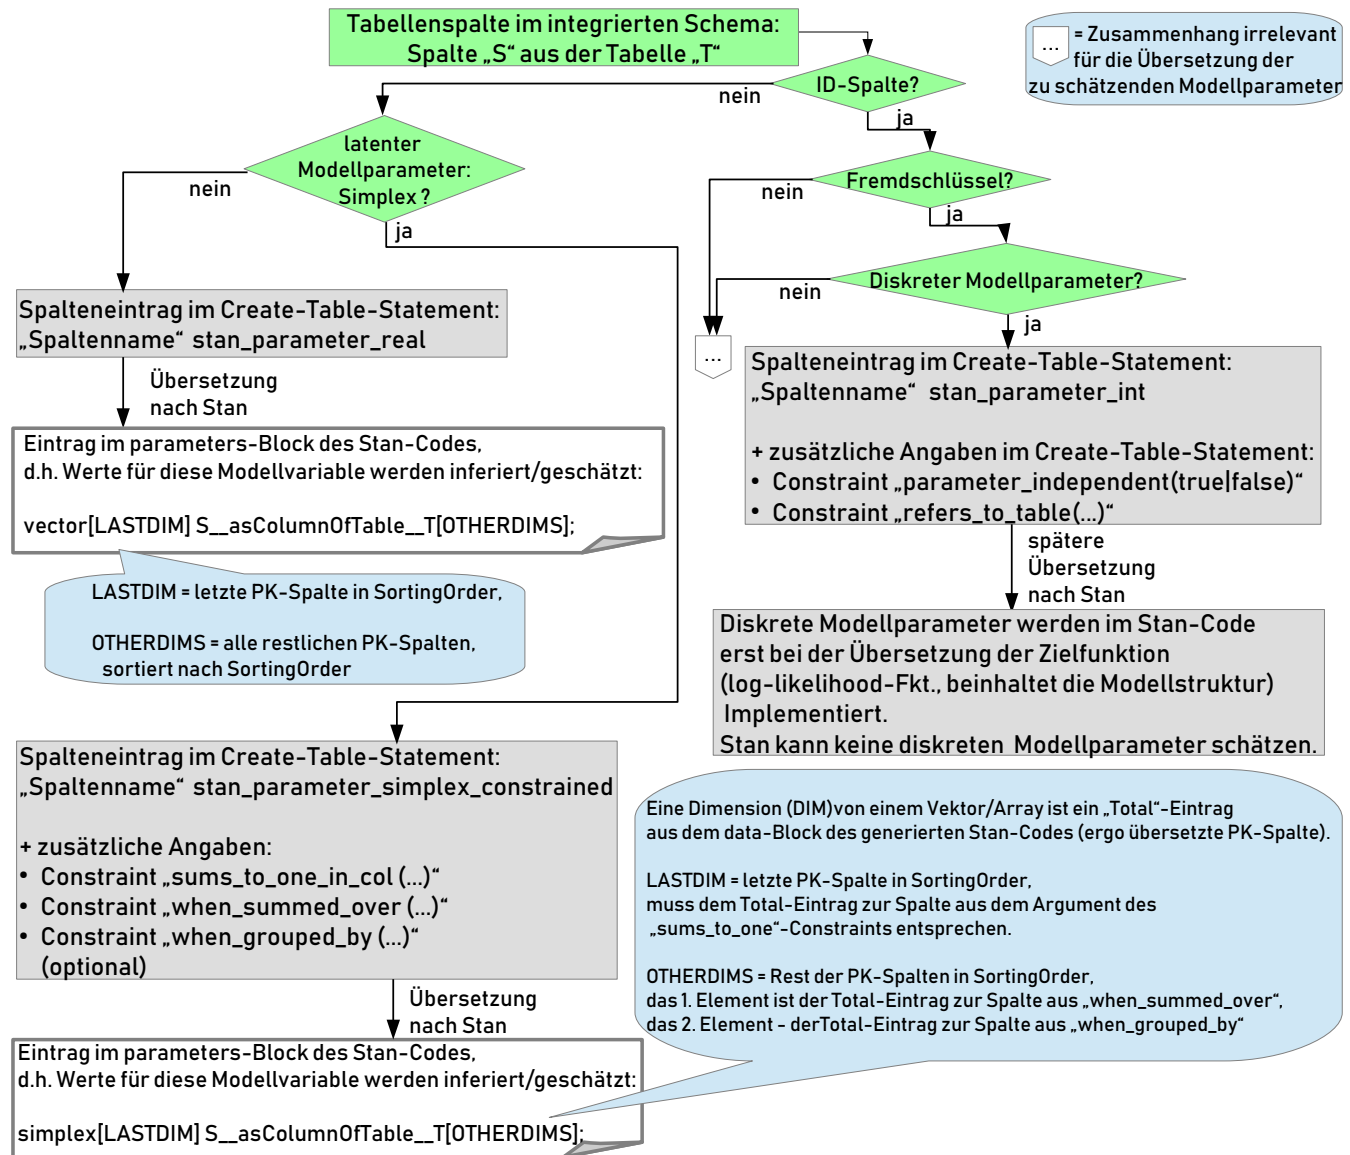 Tabellenspalte im integrierten Schema:
Spalte „S“ aus der Tabelle „T“
... = Zusammenhang irrelevant
für die Übersetzung der
zu schätzenden Modellparameter
ID-Spalte?
nein
ja
latenter
Modellparameter:
Simplex ?
nein
ja
Fremdschlüssel?
nein
ja
Diskreter Modellparameter?
nein
ja
...
Spalteneintrag im Create-Table-Statement:
„Spaltenname“ stan_parameter_real
Übersetzung
nach Stan
Eintrag im parameters-Block des Stan-Codes,
d.h. Werte für diese Modellvariable werden inferiert/geschätzt:
vector[LASTDIM] S__asColumnOfTable__T[OTHERDIMS];
LASTDIM = letzte PK-Spalte in SortingOrder,
OTHERDIMS = alle restlichen PK-Spalten,
sortiert nach SortingOrder
Spalteneintrag im Create-Table-Statement:
„Spaltenname“ stan_parameter_int
+ zusätzliche Angaben im Create-Table-Statement:
• Constraint „parameter_independent(true|false)“
• Constraint „refers_to_table(...)“
spätere
Übersetzung
nach Stan
Diskrete Modellparameter werden im Stan-Code
erst bei der Übersetzung der Zielfunktion
(log-likelihood-Fkt., beinhaltet die Modellstruktur)
Implementiert.
Stan kann keine diskreten Modellparameter schätzen.
Spalteneintrag im Create-Table-Statement:
„Spaltenname“ stan_parameter_simplex_constrained
+ zusätzliche Angaben:
• Constraint „sums_to_one_in_col (...)“
• Constraint „when_summed_over (...)“
• Constraint „when_grouped_by (...)“
(optional)
Übersetzung
nach Stan
Eintrag im parameters-Block des Stan-Codes,
d.h. Werte für diese Modellvariable werden inferiert/geschätzt:
simplex[LASTDIM] S__asColumnOfTable__T[OTHERDIMS];
Eine Dimension (DIM)von einem Vektor/Array ist ein „Total“-Eintrag
aus dem data-Block des generierten Stan-Codes (ergo übersetzte PK-Spalte).
LASTDIM = letzte PK-Spalte in SortingOrder,
muss dem Total-Eintrag zur Spalte aus dem Argument des
„sums_to_one“-Constraints entsprechen.
OTHERDIMS = Rest der PK-Spalten in SortingOrder,
das 1. Element ist der Total-Eintrag zur Spalte aus „when_summed_over“,
das 2. Element - derTotal-Eintrag zur Spalte aus „when_grouped_by“